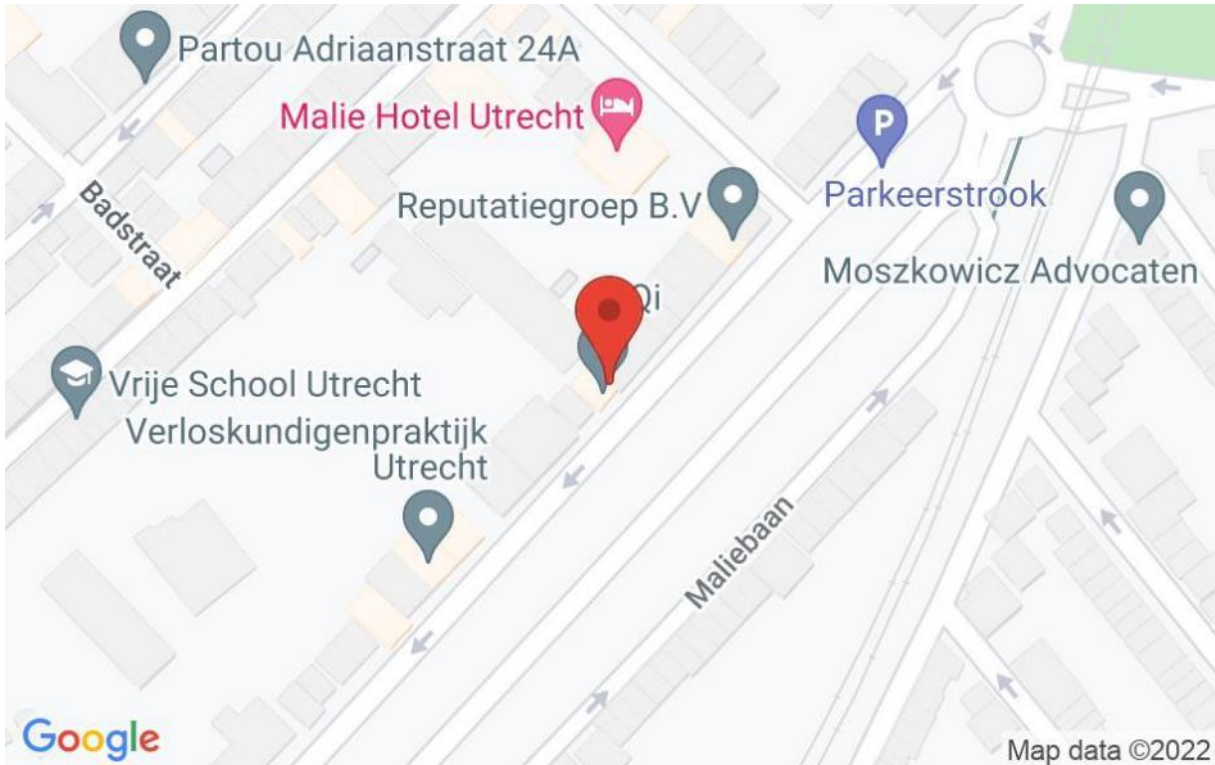 Partou Adriaanstraat 24A
Malie Hotel Utrecht
P
Parkeerstrook
Reputatiegroep B.V
Badstraat
Moszkowicz Advocaten
Qi
Vrije School Utrecht
Verloskundigenpraktijk
Utrecht
Maliebaan
Google
Map data ©2022